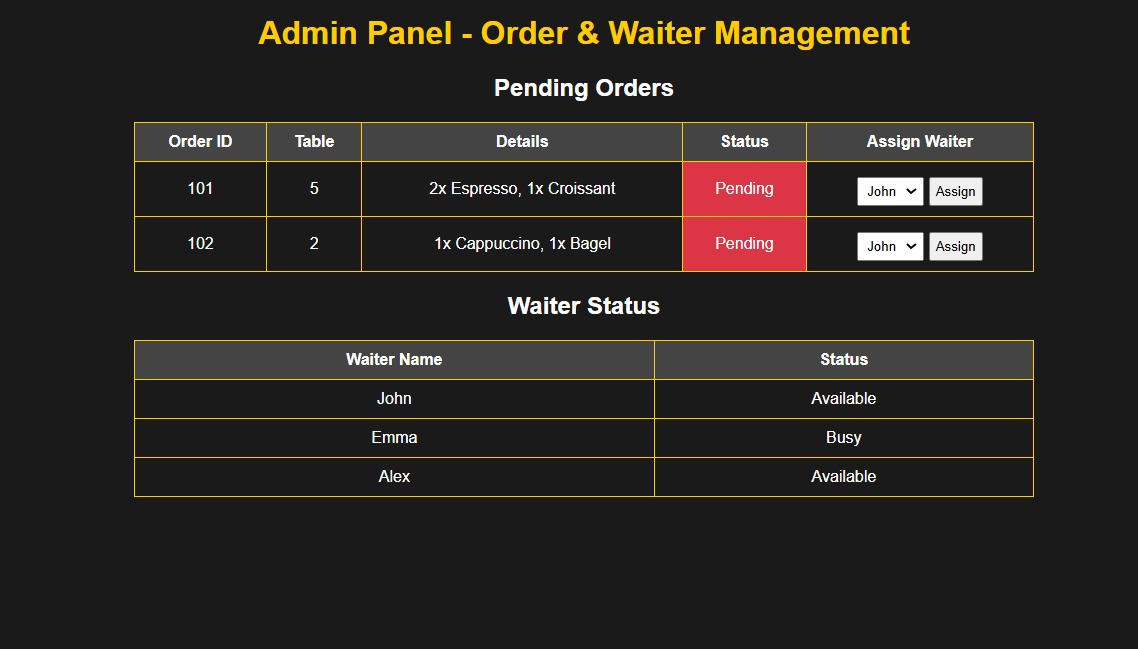 Admin Panel - Order & Waiter Management
Pending Orders
Order ID Table Details Status Assign Waiter
101 5 2x Espresso, 1x Croissant Pending John Assign
102 2 1x Cappuccino, 1x Bagel Pending John Assign
Waiter Status
Waiter Name Status
John Available
Emma Busy
Alex Available